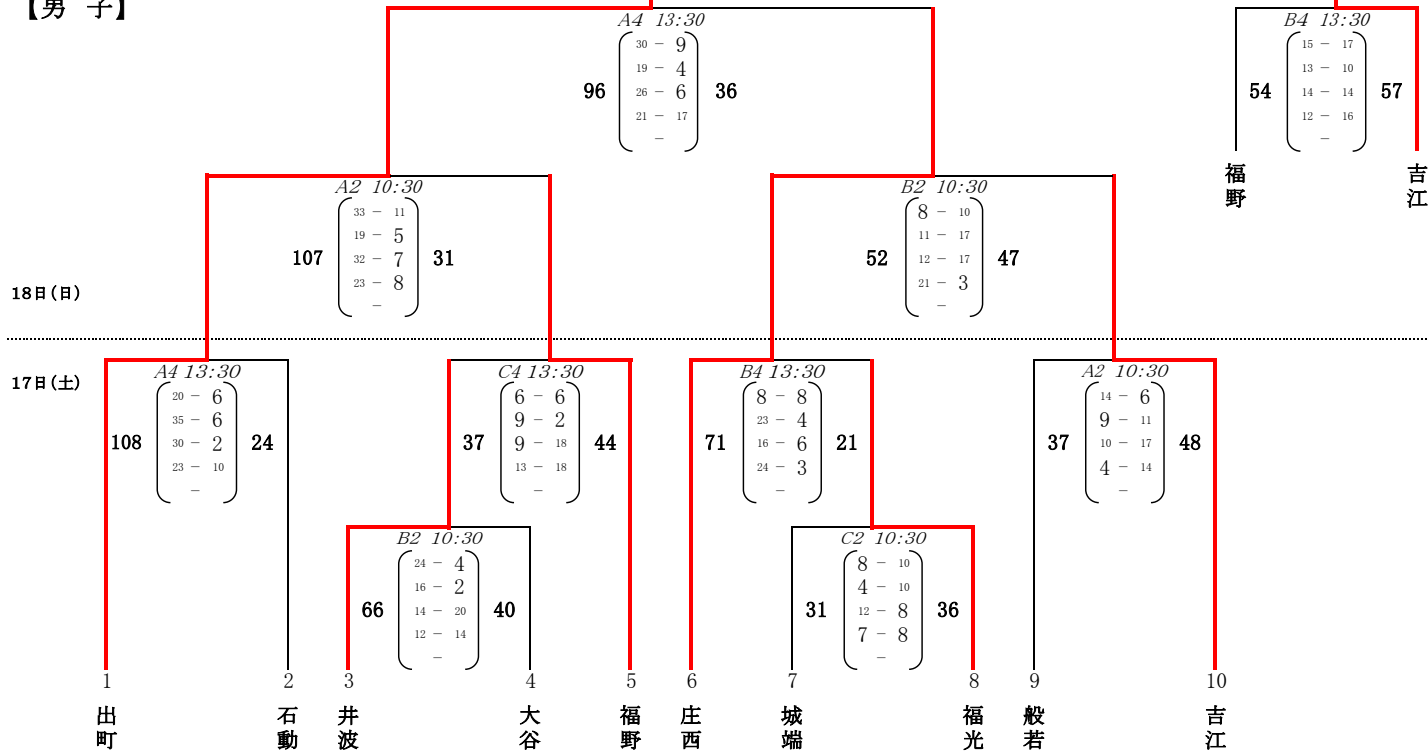 【男 子】
A4 13:30
30 - 9
19 - 4
96 26 - 6 36
21 - 17
-
B4 13:30
15 - 17
13 - 10
54 14 - 14 57
12 - 16
-
福野
吉江
A2 10:30
33 - 11
19 - 5
107 32 - 7 31
23 - 8
-
B2 10:30
8 - 10
11 - 17
52 12 - 17 47
21 - 3
-
18日(日)
17日(土)
A4 13:30
20 - 6
35 - 6
108 30 - 2 24
23 - 10
-
C4 13:30
6 - 6
9 - 2
37 9 - 18 44
13 - 18
-
B4 13:30
8 - 8
23 - 4
71 16 - 6 21
24 - 3
-
A2 10:30
14 - 6
9 - 11
37 10 - 17 48
4 - 14
-
B2 10:30
24 - 4
16 - 2
66 14 - 20 40
12 - 14
-
C2 10:30
8 - 10
4 - 10
31 12 - 8 36
7 - 8
-
1 2 3 4 5 6 7 8 9 10
出町
石動
井波
大谷
福野
庄西
城端
福光
般若
吉江